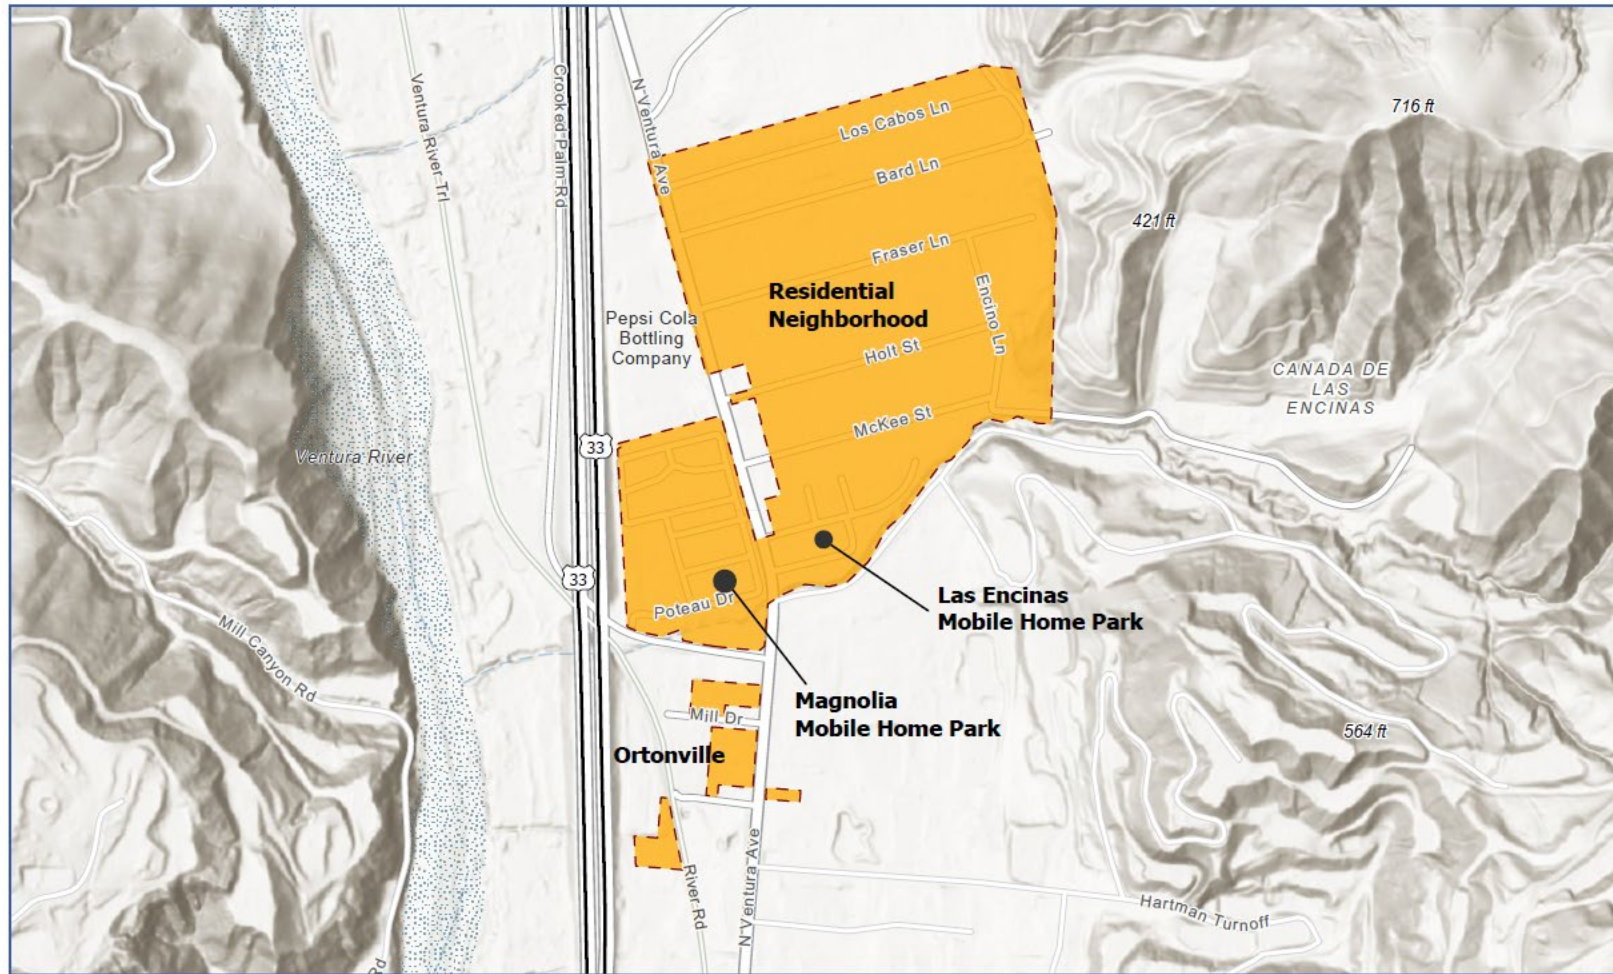 Los Cabos Ln
Bard Ln
716 ft
Ventura River Trl
Crooked Palm Rd
N Ventura Ave
421 ft
Fraser Ln
Encino Ln
Residential
Neighborhood
Pepsi Cola
Bottling
Company
Holt St
CAÑADA DE
LAS
ENCINAS
McKee St
33
Ventura River
33
Poteau Dr
Las Encinas
Mobile Home Park
Mill Canyon Rd
Magnolia
Mobile Home Park
Mill Dr
564 ft
Ortonville
River Rd
N Ventura Ave
Hartman Turnoff
Rd